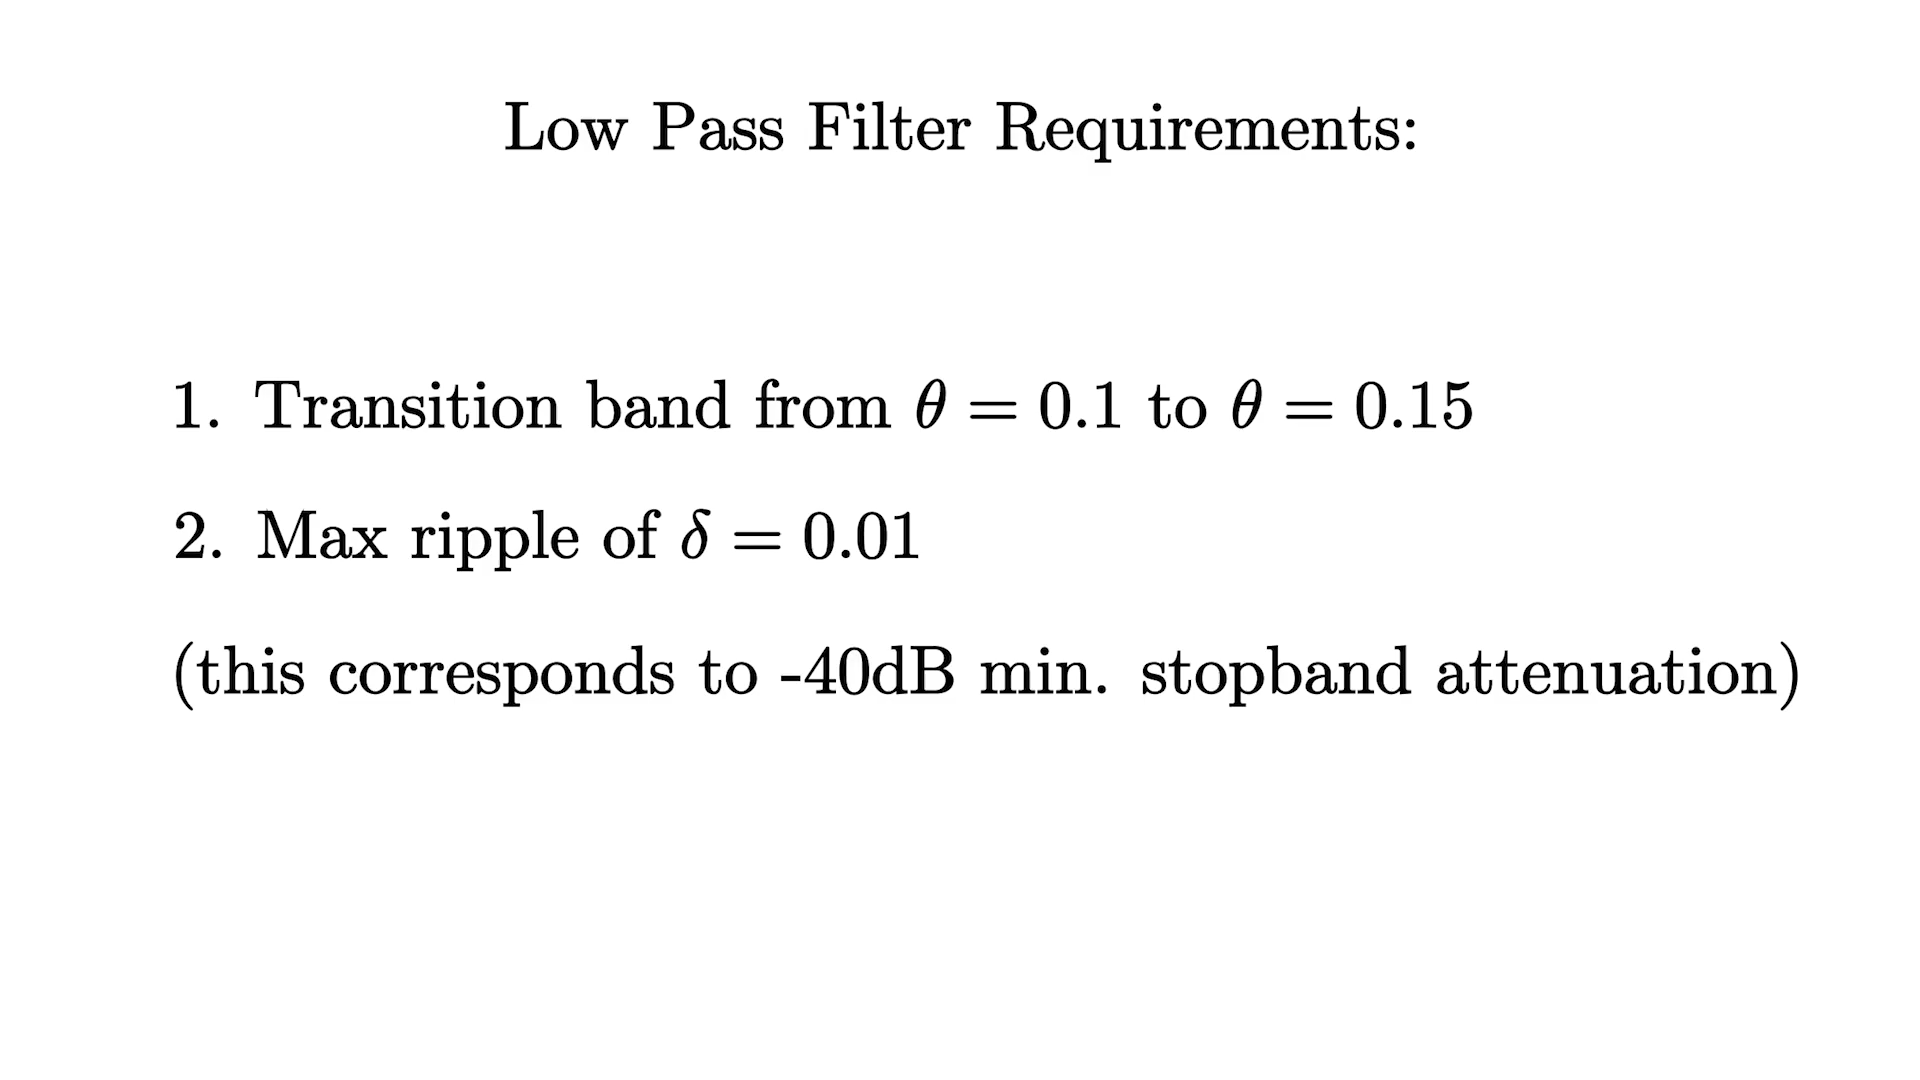 Low Pass Filter Requirements:
1. Transition band from θ = 0.1 to θ = 0.15
2. Max ripple of δ = 0.01
(this corresponds to -40dB min. stopband attenuation)